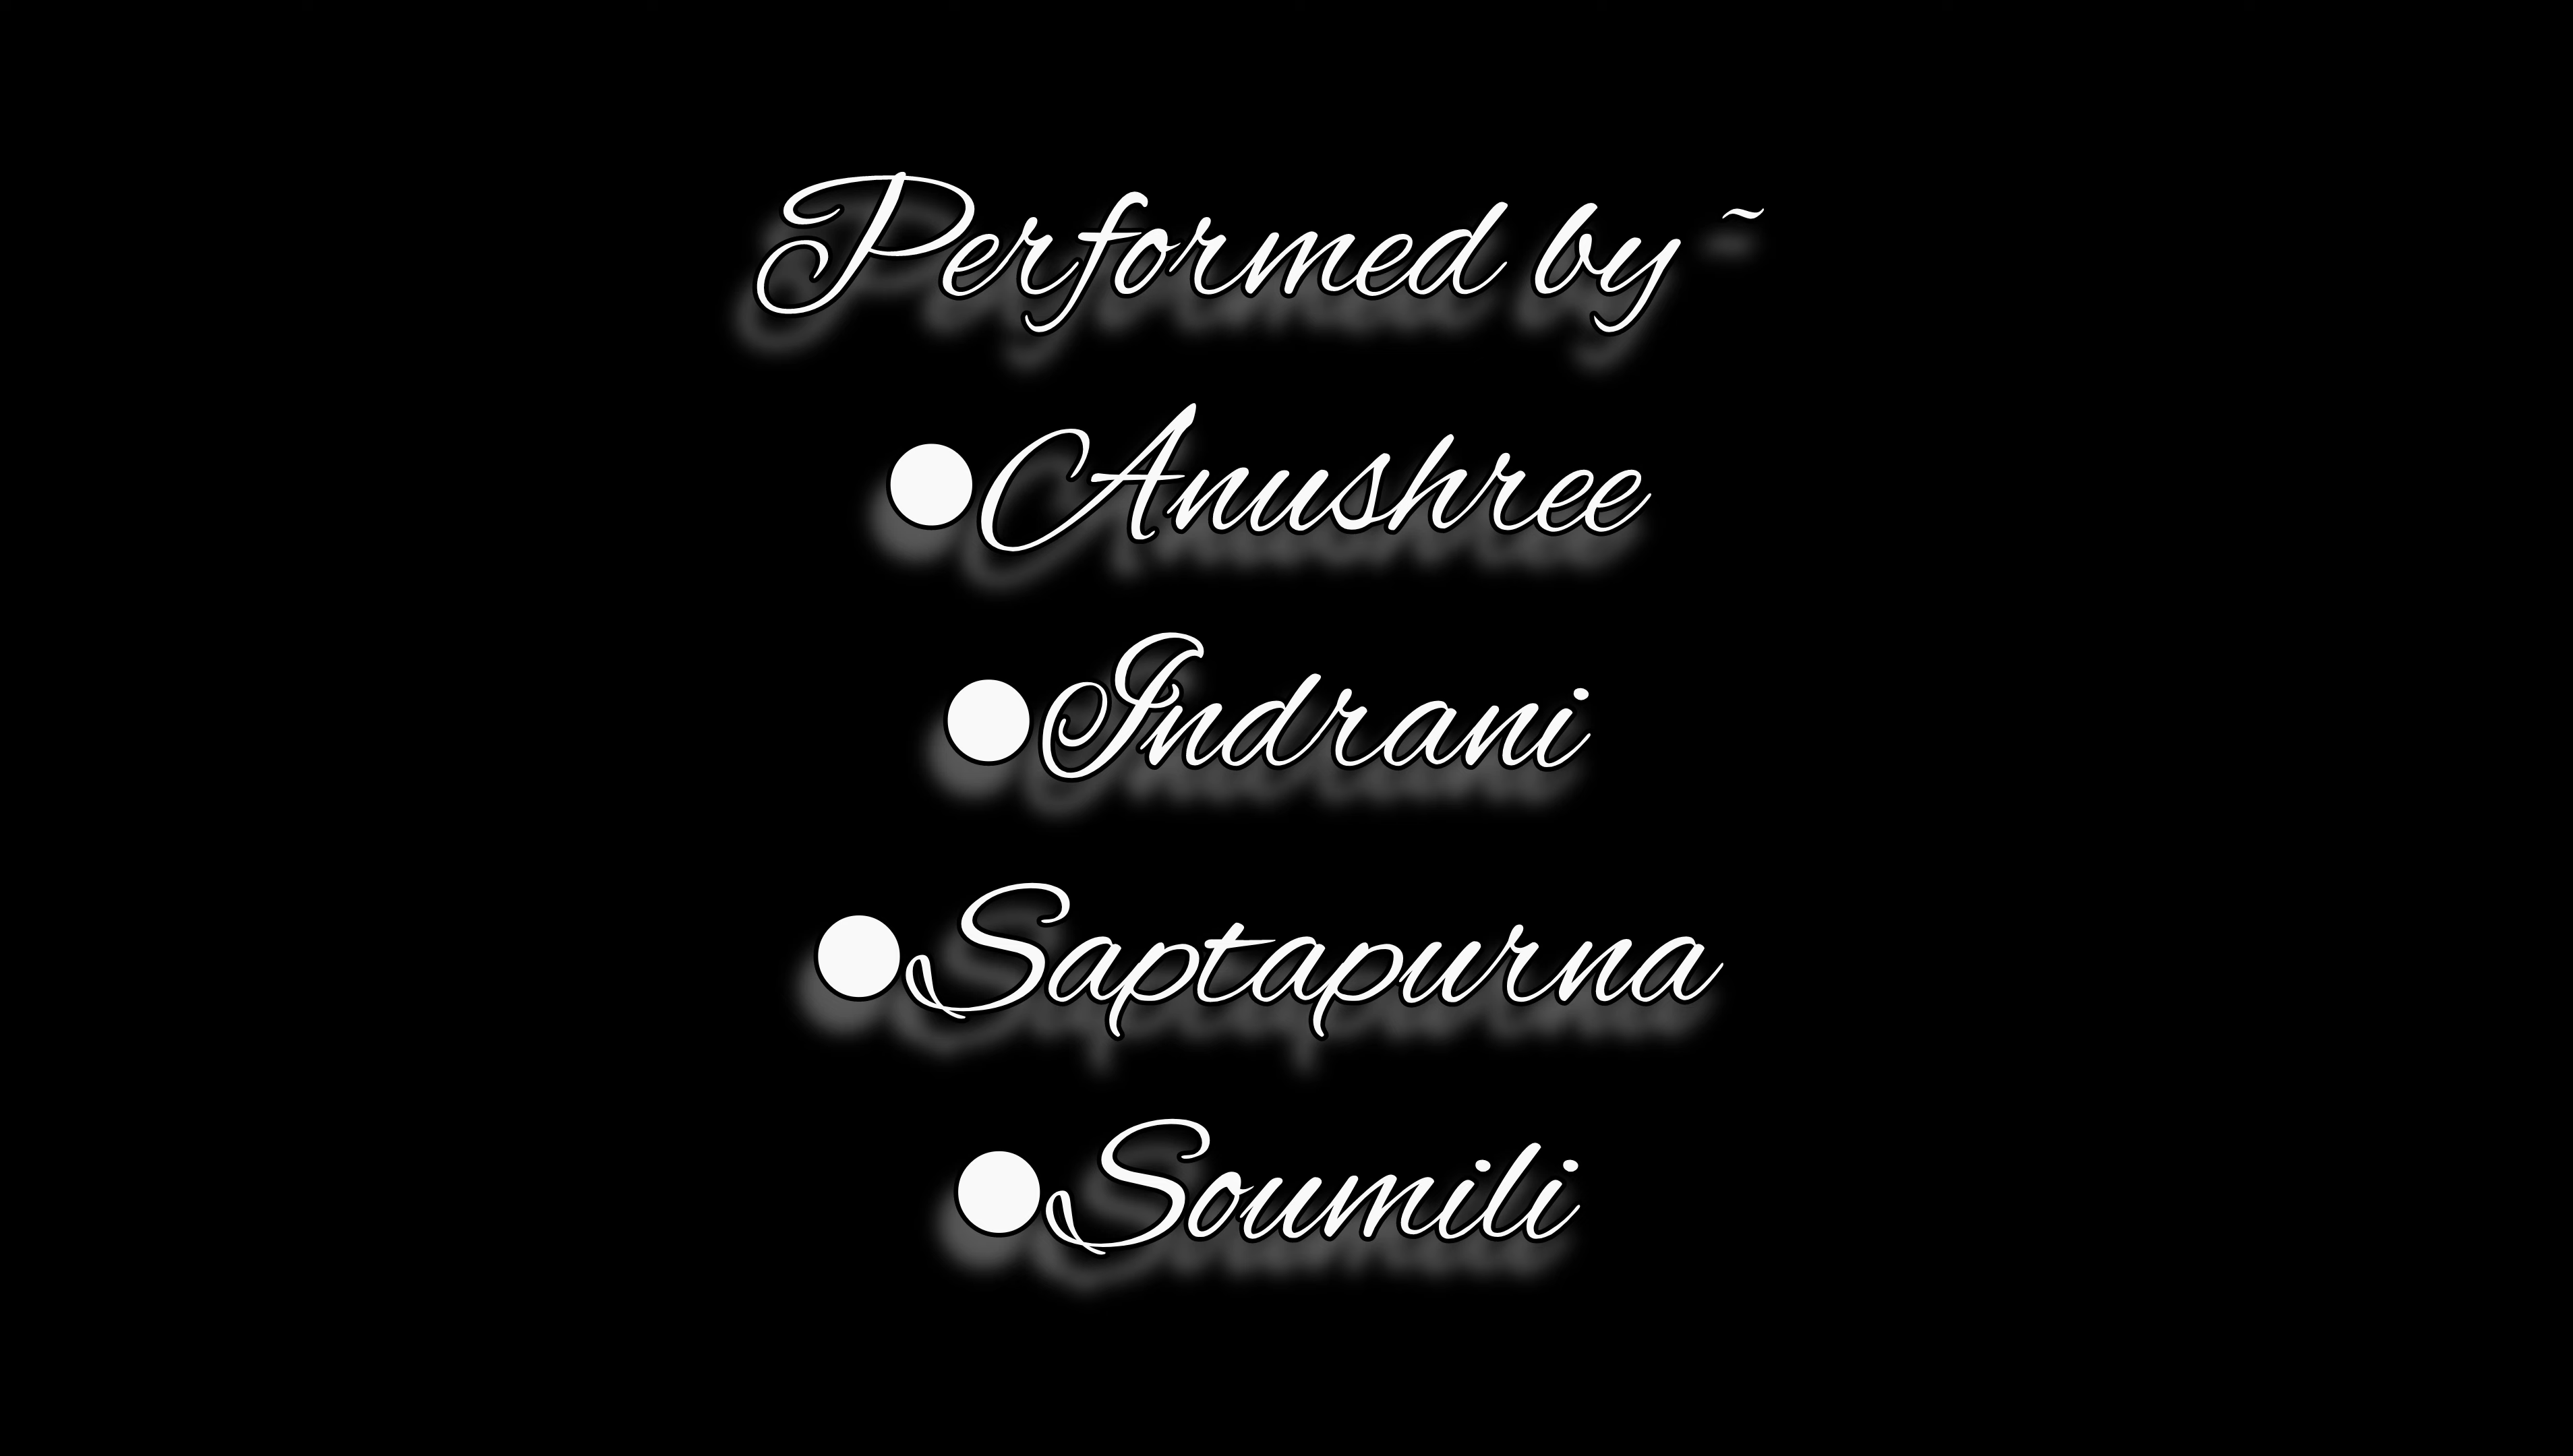 Performed by ~
●Anushree
●Indrani
●Saptapurna
●Soumili